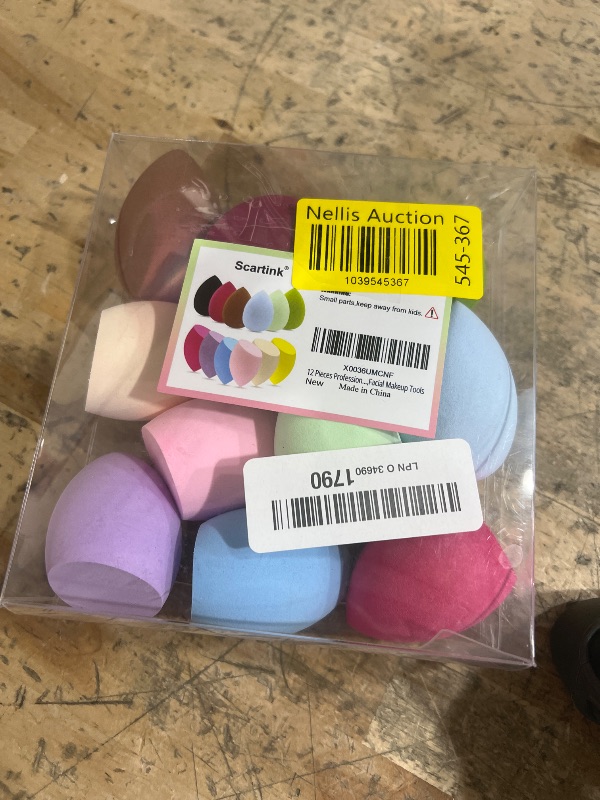 Nellis Auction
1039545367
545-367
Scartink®
Small parts,keep away from kids.
X0036UMCNF
12 Pieces Profession...,Facial Makeup Tools
New Made in China
LPN O 34690 1790